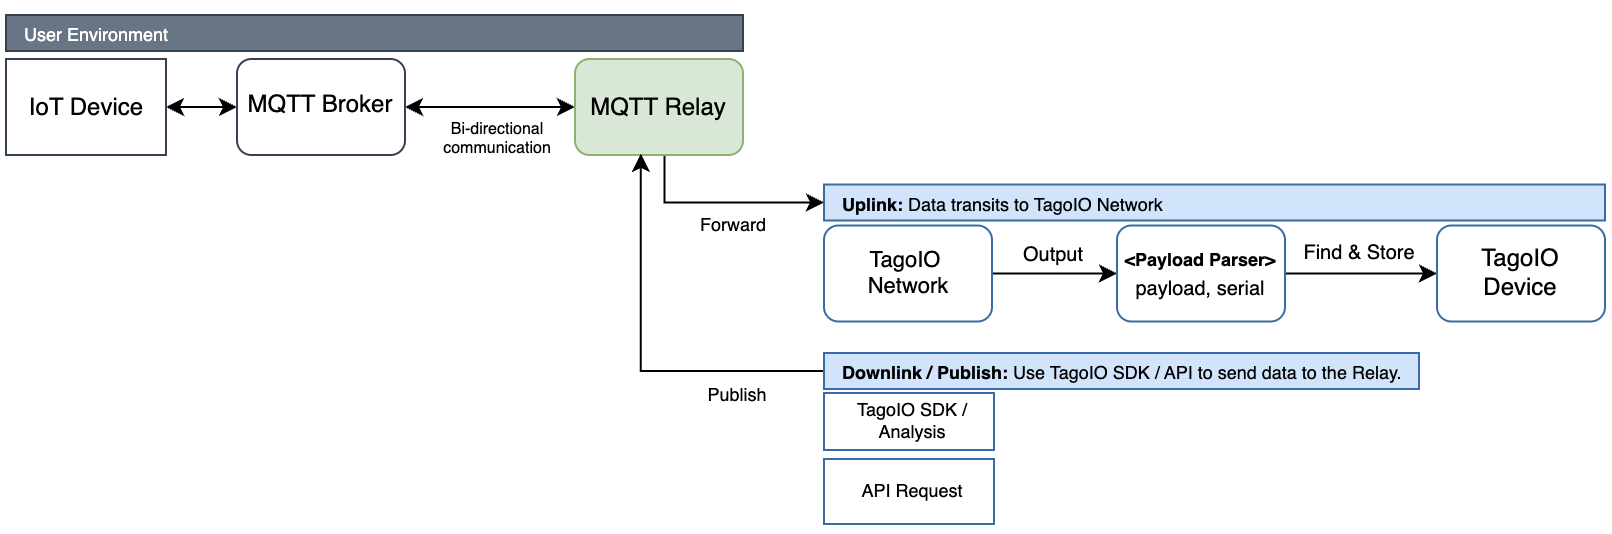 User Environment
IoT Device
MQTT Broker
Bi-directional
communication
MQTT Relay
Forward
Uplink: Data transits to TagoIO Network
TagoIO
Network
Output
<Payload Parser>
payload, serial
Find & Store
TagoIO
Device
Publish
Downlink / Publish: Use TagoIO SDK / API to send data to the Relay.
TagoIO SDK /
Analysis
API Request